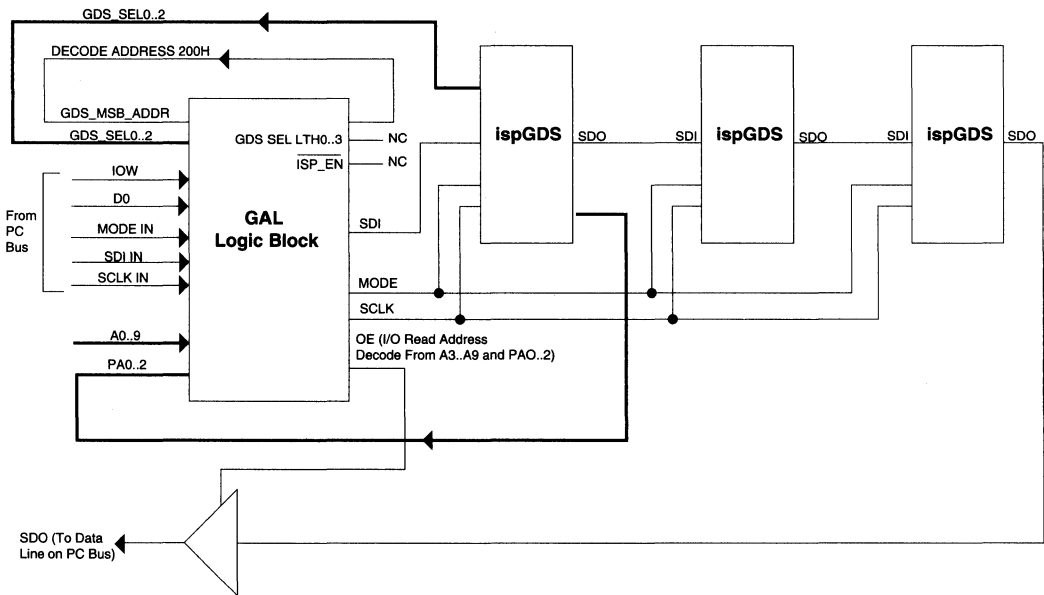 GDS_SEL0..2
DECODE ADDRESS 200H
GDS_MSB_ADDR
GDS_SEL0..2
GDS SEL LTH0..3
NC
ISP_EN
NC
From
PC
Bus
IOW
D0
MODE IN
SDI IN
SCLK IN
A0..9
PA0..2
GAL
Logic Block
SDI
MODE
SCLK
OE (I/O Read Address
Decode From A3..A9 and PAO..2)
ispGDS
SDO
SDI
ispGDS
SDO
SDI
ispGDS
SDO
SDO (To Data
Line on PC Bus)